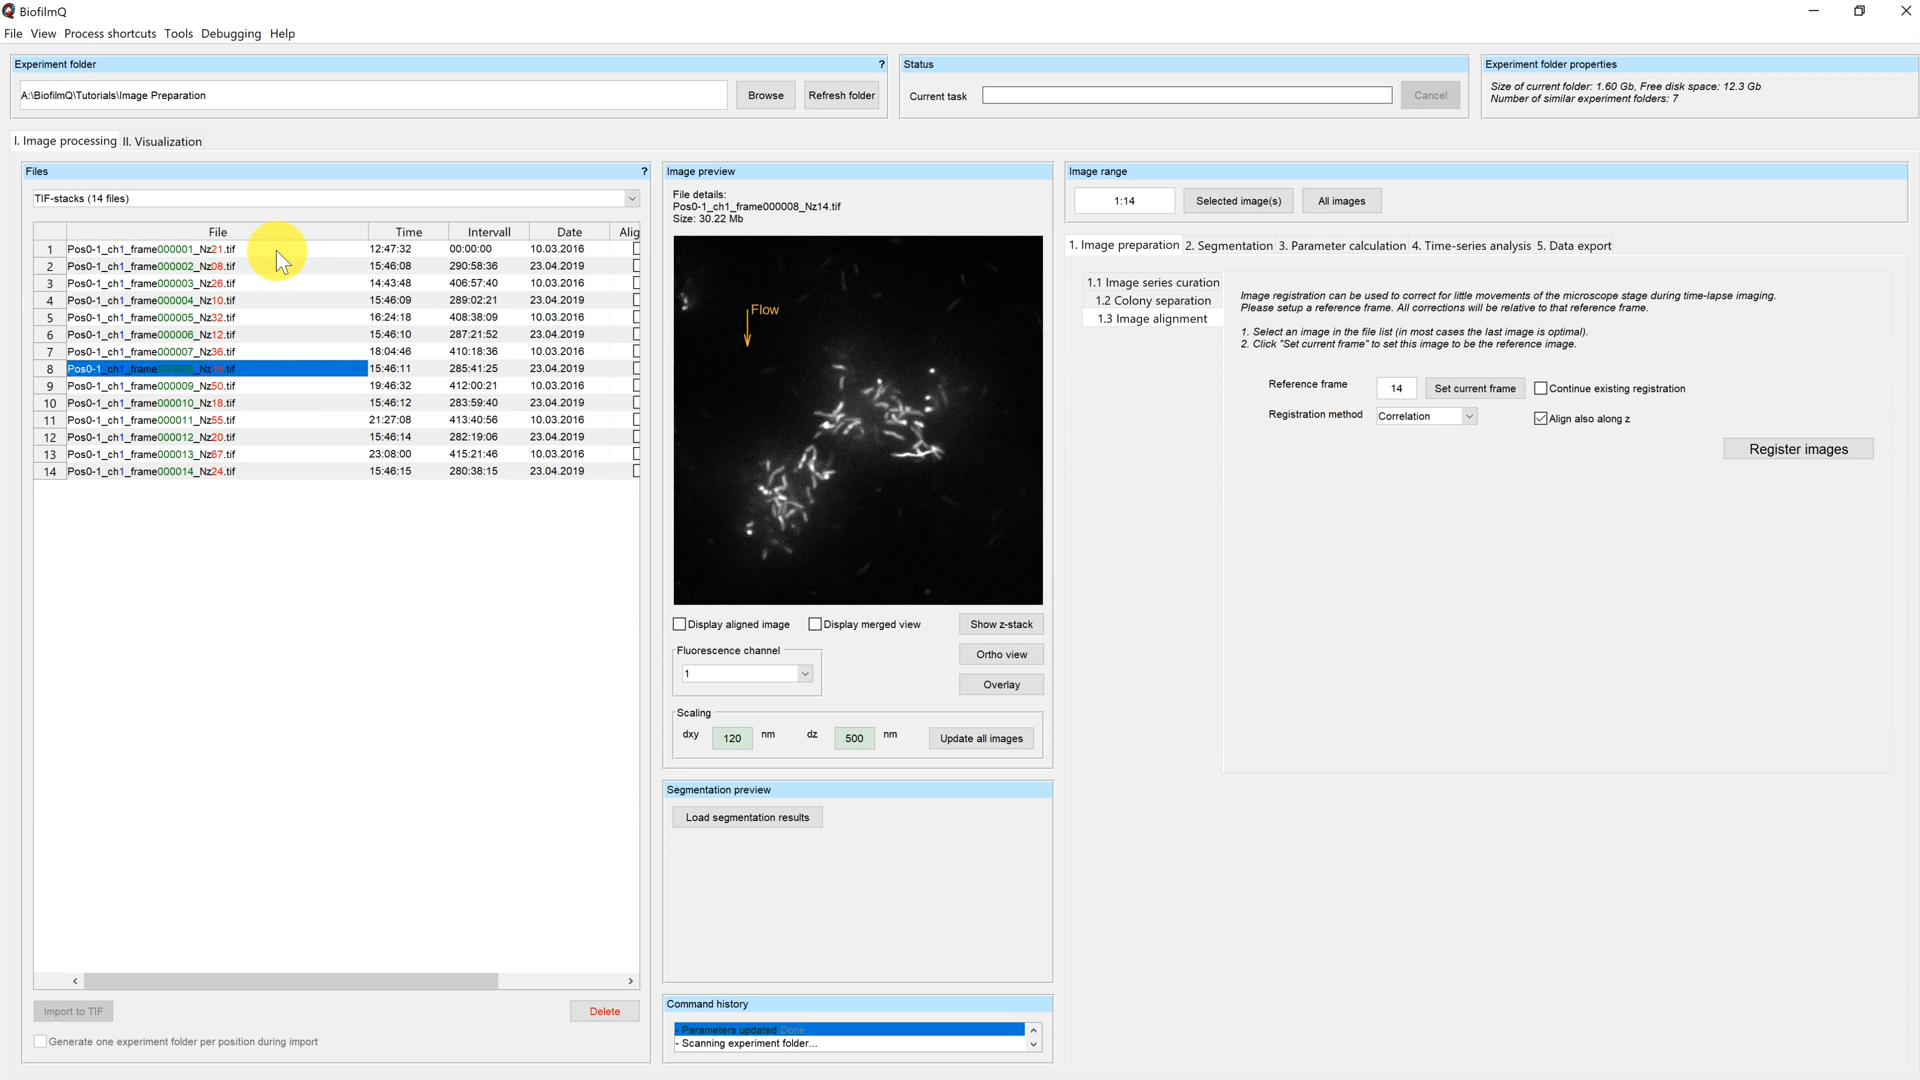 BiofilmQ
File View Process shortcuts Tools Debugging Help
Experiment folder ?
A:\BiofilmQ\Tutorials\Image Preparation
Browse
Refresh folder
Status
Current task
Cancel
Experiment folder properties
Size of current folder: 1.60 Gb, Free disk space: 12.3 Gb
Number of similar experiment folders: 7
I. Image processing II. Visualization
Files ?
TIF-stacks (14 files)
File Time Intervall Date Alig
1 Pos0-1_ch1_frame000001_Nz21.tif 12:47:32 00:00:00 10.03.2016
2 Pos0-1_ch1_frame000002_Nz08.tif 15:46:08 290:58:36 23.04.2019
3 Pos0-1_ch1_frame000003_Nz26.tif 14:43:48 406:57:40 10.03.2016
4 Pos0-1_ch1_frame000004_Nz10.tif 15:46:09 289:02:21 23.04.2019
5 Pos0-1_ch1_frame000005_Nz32.tif 16:24:18 408:38:09 10.03.2016
6 Pos0-1_ch1_frame000006_Nz12.tif 15:46:10 287:21:52 23.04.2019
7 Pos0-1_ch1_frame000007_Nz36.tif 18:04:46 410:18:36 10.03.2016
8 Pos0-1_ch1_frame000008_Nz14.tif 15:46:11 285:41:25 23.04.2019
9 Pos0-1_ch1_frame000009_Nz50.tif 19:46:32 412:00:21 10.03.2016
10 Pos0-1_ch1_frame000010_Nz18.tif 15:46:12 283:59:40 23.04.2019
11 Pos0-1_ch1_frame000011_Nz55.tif 21:27:08 413:40:56 10.03.2016
12 Pos0-1_ch1_frame000012_Nz20.tif 15:46:14 282:19:06 23.04.2019
13 Pos0-1_ch1_frame000013_Nz67.tif 23:08:00 415:21:46 10.03.2016
14 Pos0-1_ch1_frame000014_Nz24.tif 15:46:15 280:38:15 23.04.2019
Import to TIF
Delete
Generate one experiment folder per position during import
Image preview
File details:
Pos0-1_ch1_frame000008_Nz14.tif
Size: 30.22 Mb
Flow
Display aligned image
Display merged view
Show z-stack
Fluorescence channel
1
Ortho view
Overlay
Scaling
dxy 120 nm dz 500 nm
Update all images
Segmentation preview
Load segmentation results
Command history
- Parameters updated Done
- Scanning experiment folder...
Image range
1:14
Selected image(s)
All images
1. Image preparation 2. Segmentation 3. Parameter calculation 4. Time-series analysis 5. Data export
1.1 Image series curation
1.2 Colony separation
1.3 Image alignment
Image registration can be used to correct for little movements of the microscope stage during time-lapse imaging.
Please setup a reference frame. All corrections will be relative to that reference frame.
1. Select an image in the file list (in most cases the last image is optimal).
2. Click "Set current frame" to set this image to be the reference image.
Reference frame 14 Set current frame Continue existing registration
Registration method Correlation Align also along z
Register images